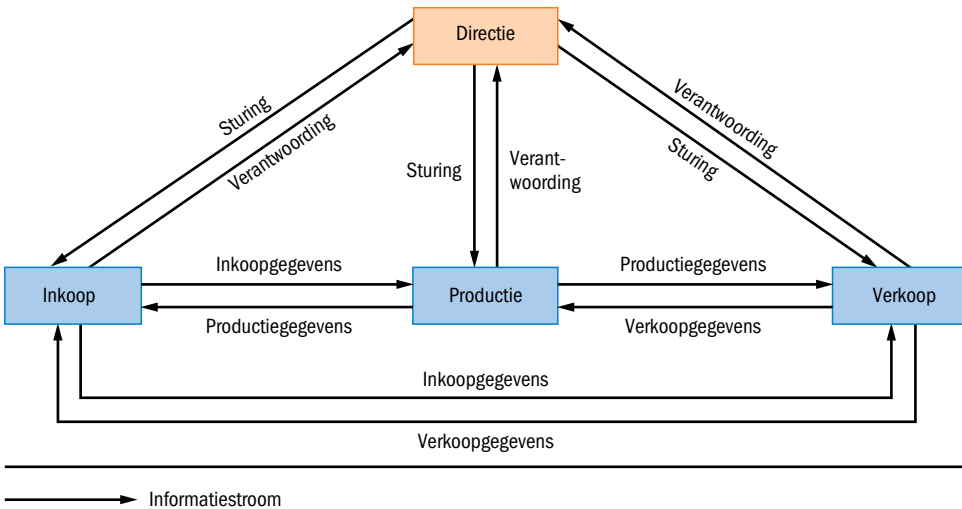 Directie
Sturing
Verantwoording
Sturing
Verant-
woording
Verantwoording
Sturing
Inkoop
Inkoopgegevens
Productiegegevens
Productie
Productiegegevens
Verkoopgegevens
Verkoop
Inkoopgegevens
Verkoopgegevens
Informatiestroom